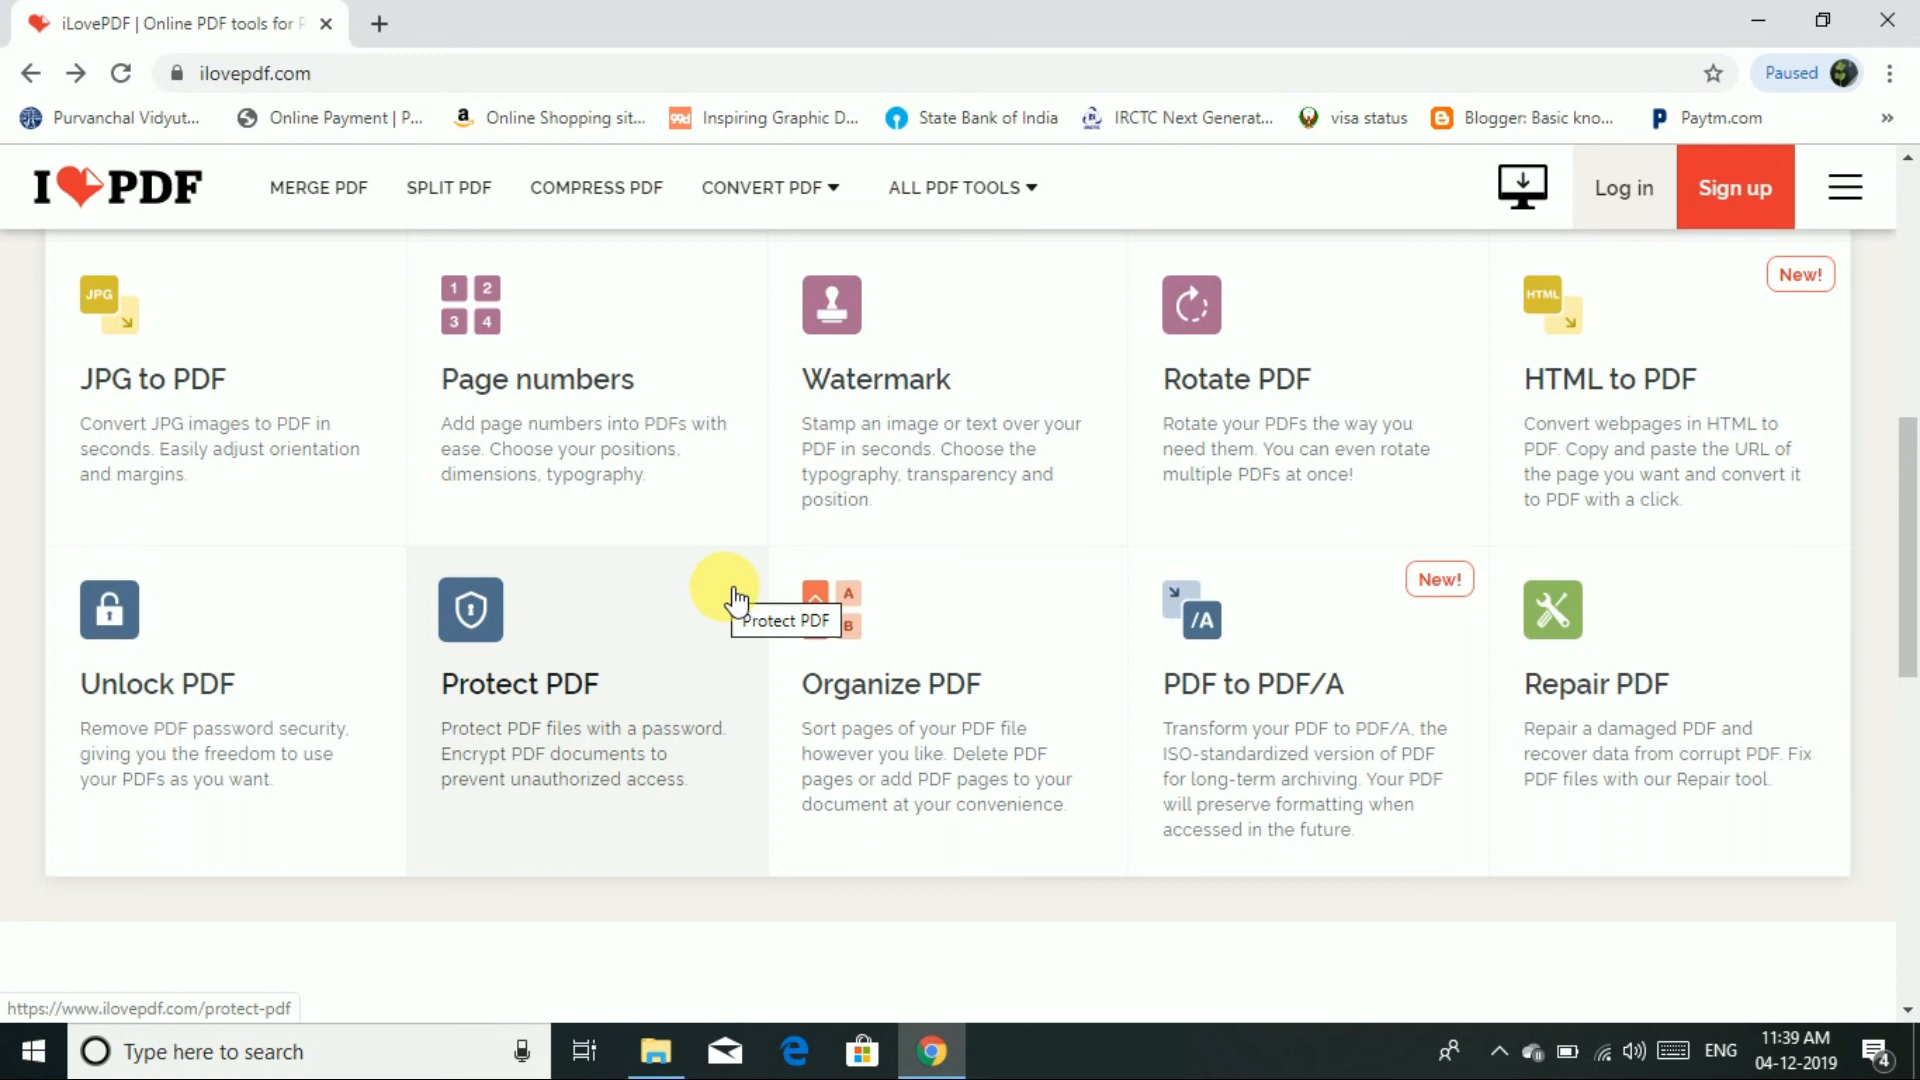 iLovePDF | Online PDF tools for P
ilovepdf.com
Paused
Purvanchal Vidyut...
Online Payment | P...
Online Shopping sit...
99d
Inspiring Graphic D...
State Bank of India
IRCTC Next Generat...
visa status
Blogger: Basic kno...
Paytm.com
»
I PDF
MERGE PDF
SPLIT PDF
COMPRESS PDF
CONVERT PDF
ALL PDF TOOLS
Log in
Sign up
JPG
JPG to PDF
Convert JPG images to PDF in
seconds. Easily adjust orientation
and margins.
1 2
3 4
Page numbers
Add page numbers into PDFs with
ease. Choose your positions,
dimensions, typography.
Watermark
Stamp an image or text over your
PDF in seconds. Choose the
typography, transparency and
position.
Rotate PDF
Rotate your PDFs the way you
need them. You can even rotate
multiple PDFs at once!
New!
HTML
HTML to PDF
Convert webpages in HTML to
PDF. Copy and paste the URL of
the page you want and convert it
to PDF with a click.
Unlock PDF
Remove PDF password security,
giving you the freedom to use
your PDFs as you want.
Protect PDF
Protect PDF files with a password.
Encrypt PDF documents to
prevent unauthorized access.
Protect PDF
A
B
Organize PDF
Sort pages of your PDF file
however you like. Delete PDF
pages or add PDF pages to your
document at your convenience.
New!
/A
PDF to PDF/A
Transform your PDF to PDF/A, the
ISO-standardized version of PDF
for long-term archiving. Your PDF
will preserve formatting when
accessed in the future.
Repair PDF
Repair a damaged PDF and
recover data from corrupt PDF. Fix
PDF files with our Repair tool.
https://www.ilovepdf.com/protect-pdf
Type here to search
ENG
11:39 AM
04-12-2019
4